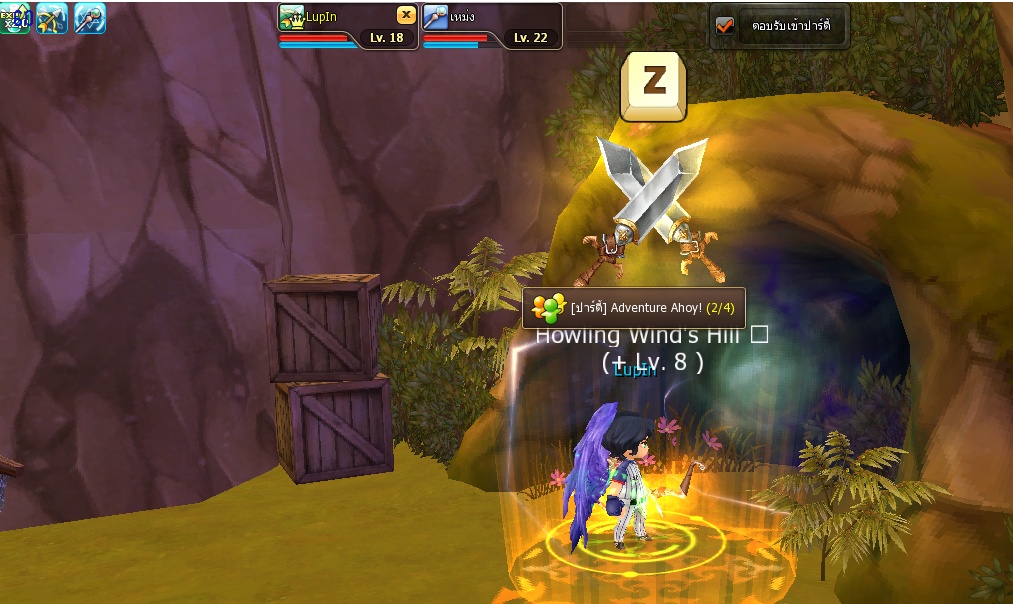 LupIn
Lv. 18
เหม่ง
Lv. 22
ตอบรับเข้าปาร์ตี้
Z
[ปาร์ตี้] Adventure Ahoy! (2/4)
Howling Wind's Hill □
(+ Lv. 8 )
LupIn